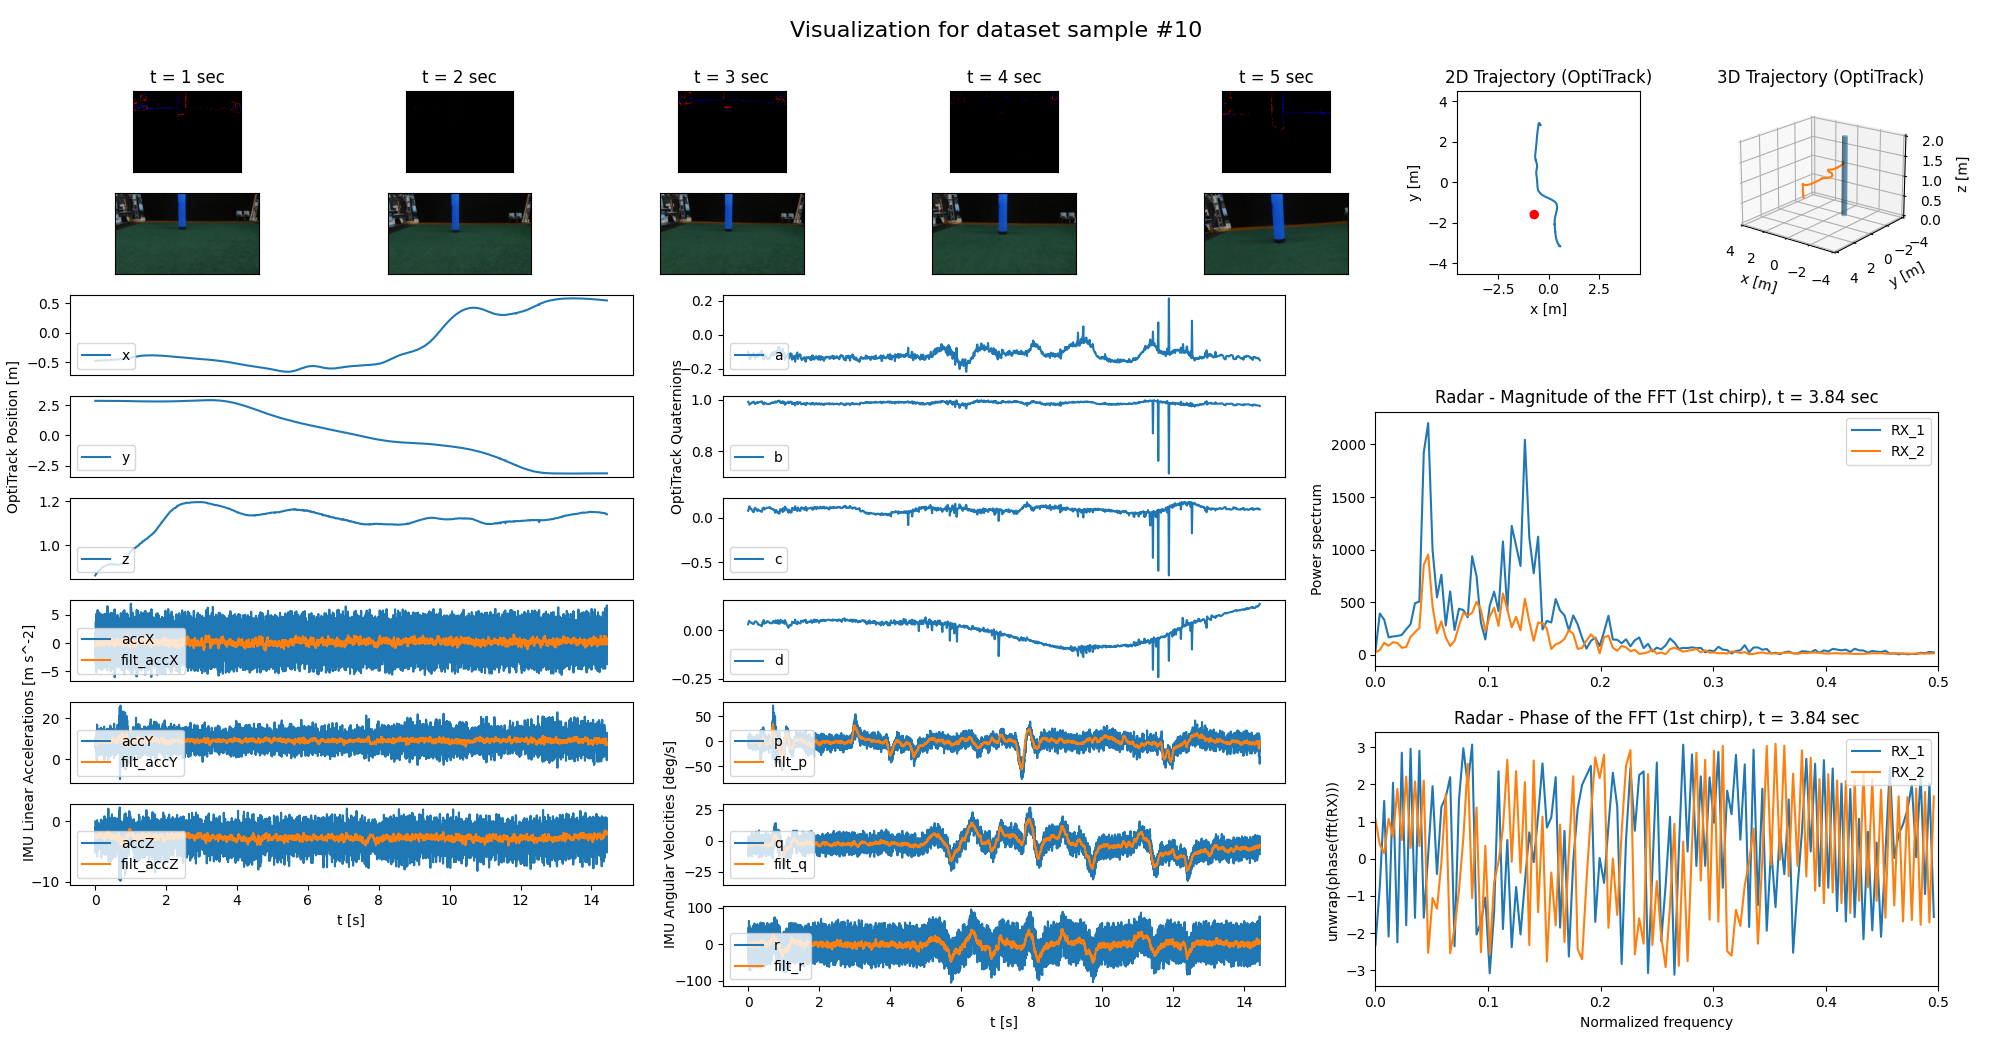 Visualization for dataset sample #10
t = 1 sec
t = 2 sec
t = 3 sec
t = 4 sec
t = 5 sec
2D Trajectory (OptiTrack)
4
2
0
−2
−4
y [m]
−2.5
0.0
2.5
x [m]
3D Trajectory (OptiTrack)
2.0
1.5
1.0
0.5
0.0
z [m]
4
2
0
−2
−4
x [m]
4
2
0
−2
−4
y [m]
OptiTrack Position [m]
0.5
0.0
−0.5
x
2.5
0.0
−2.5
y
1.2
1.0
z
IMU Linear Accelerations [m s^-2]
5
0
−5
accX
filt_accX
20
0
accY
filt_accY
0
−10
accZ
filt_accZ
0
2
4
6
8
10
12
14
t [s]
OptiTrack Quaternions
0.2
0.0
−0.2
a
1.0
0.8
b
0.0
−0.5
c
0.00
−0.25
d
IMU Angular Velocities [deg/s]
50
0
−50
p
filt_p
25
0
−25
q
filt_q
100
0
−100
r
filt_r
0
2
4
6
8
10
12
14
t [s]
Radar - Magnitude of the FFT (1st chirp), t = 3.84 sec
Power spectrum
2000
1500
1000
500
0
RX_1
RX_2
0.0
0.1
0.2
0.3
0.4
0.5
Radar - Phase of the FFT (1st chirp), t = 3.84 sec
unwrap(phase(fft(RX)))
3
2
1
0
−1
−2
−3
RX_1
RX_2
0.0
0.1
0.2
0.3
0.4
0.5
Normalized frequency